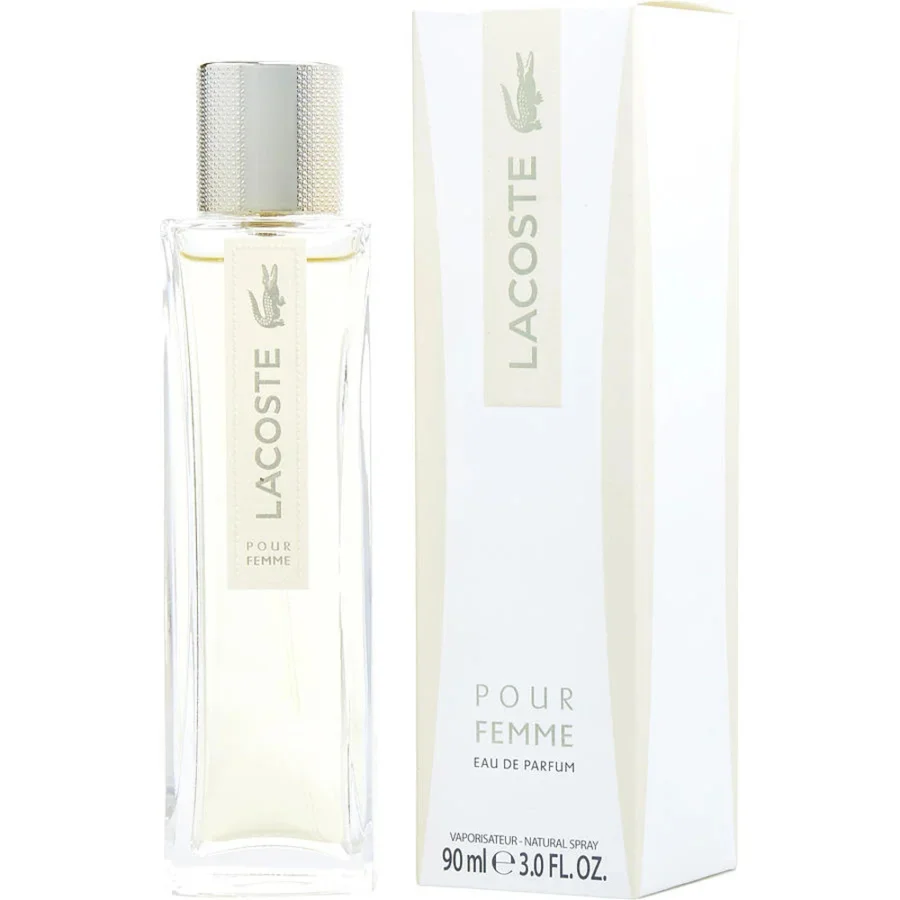 LACOSTE
POUR
FEMME
LACOSTE
POUR
FEMME
EAU DE PARFUM
VAPORISATEUR - NATURAL SPRAY
90 ml ℮ 3.0 FL. OZ.